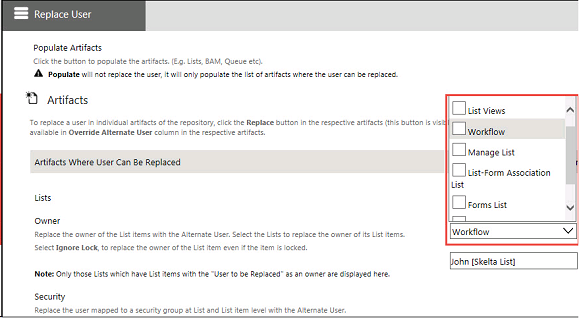 Replace User
Populate Artifacts
Click the button to populate the artifacts. (E.g. Lists, BAM, Queue etc).
Populate will not replace the user, it will only populate the list of artifacts where the user can be replaced.
Artifacts
To replace a user in individual artifacts of the repository, click the Replace button in the respective artifacts (this button is visib
available in Override Alternate User column in the respective artifacts.
Artifacts Where User Can Be Replaced
List Views
Workflow
Manage List
List-Form Association
List
Forms List
Workflow
Lists
Owner
Replace the owner of the List items with the Alternate User. Select the Lists to replace the owner of its List items.
Select Ignore Lock, to replace the owner of the List item even if the item is locked.
John [Skelta List]
Note: Only those Lists which have List items with the "User to be Replaced" as an owner are displayed here.
Security
Replace the user mapped to a security group at List and List item level with the Alternate User.